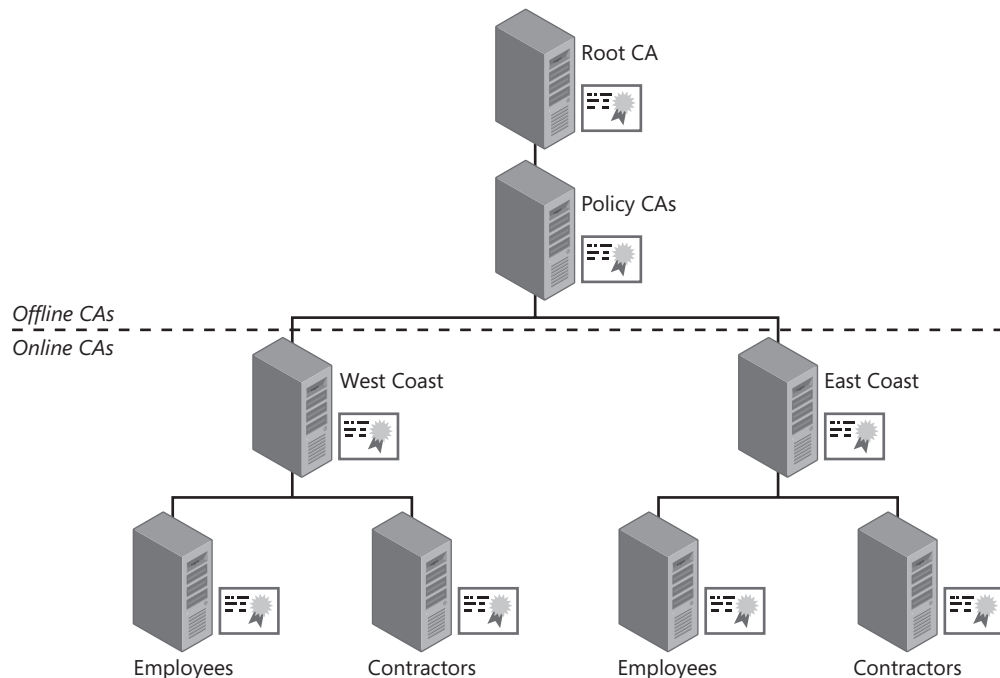 Root CA
Policy CAs
Offline CAs
Online CAs
West Coast
East Coast
Employees
Contractors
Employees
Contractors